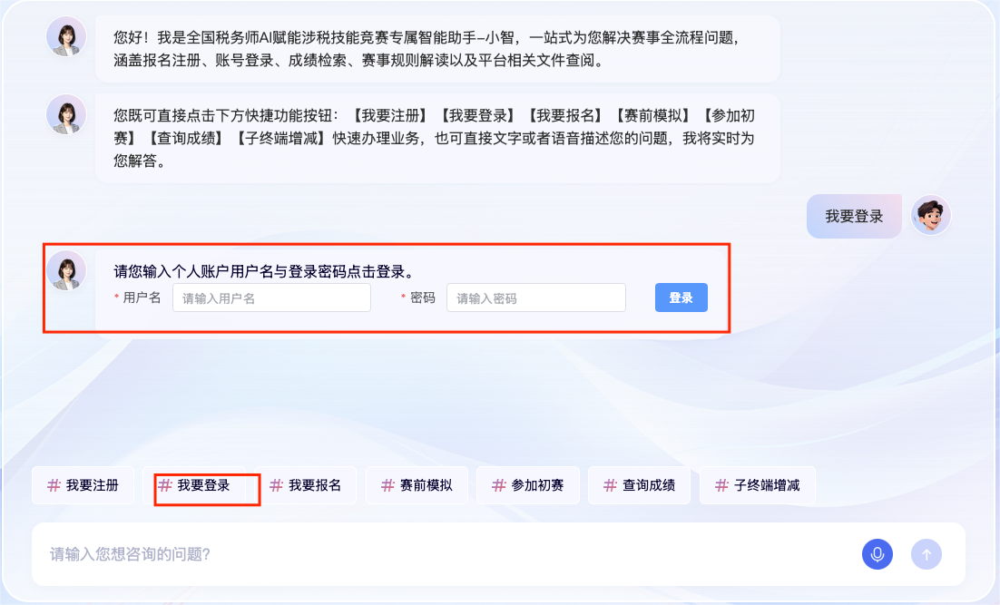 您好！我是全国税务师AI赋能涉税技能竞赛专属智能助手-小智，一站式为您解决赛事全流程问题，
涵盖报名注册、账号登录、成绩检索、赛事规则解读以及平台相关文件查阅。
您既可直接点击下方快捷功能按钮：【我要注册】【我要登录】【我要报名】【赛前模拟】【参加初
赛】【查询成绩】【子终端增减】快速办理业务，也可直接文字或者语音描述您的问题，我将实时为
您解答。
我要登录
请您输入个人账户用户名与登录密码点击登录。
* 用户名 请输入用户名 * 密码 请输入密码 登录
# 我要注册 # 我要登录 # 我要报名 # 赛前模拟 # 参加初赛 # 查询成绩 # 子终端增减
请输入您想咨询的问题?